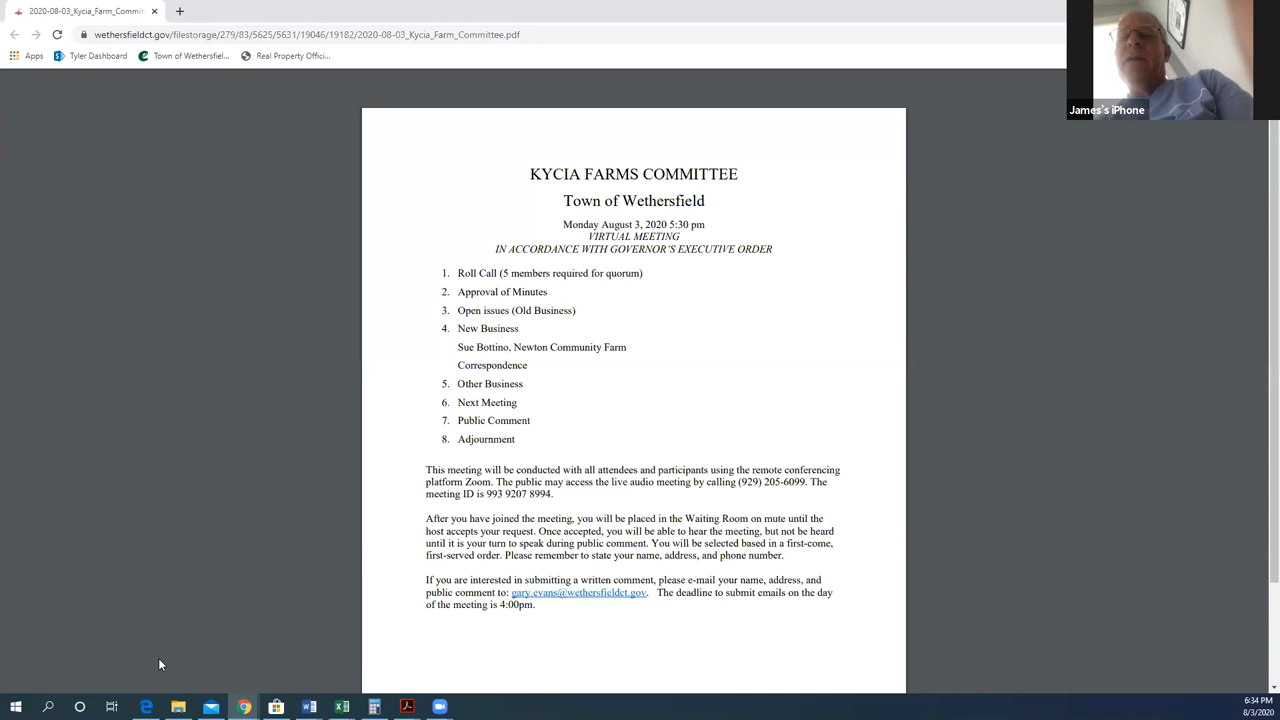 2020-08-03_Kycia_Farm_Committ
wethersfieldct.gov/filestorage/279/83/5625/5631/19046/19182/2020-08-03_Kycia_Farm_Committee.pdf
Apps Tyler Dashboard Town of Wethersfiel... Real Property Offici...
James's iPhone
KYCIA FARMS COMMITTEE
Town of Wethersfield
Monday August 3, 2020 5:30 pm
VIRTUAL MEETING
IN ACCORDANCE WITH GOVERNOR'S EXECUTIVE ORDER
1. Roll Call (5 members required for quorum)
2. Approval of Minutes
3. Open issues (Old Business)
4. New Business
Sue Bottino, Newton Community Farm
Correspondence
5. Other Business
6. Next Meeting
7. Public Comment
8. Adjournment
This meeting will be conducted with all attendees and participants using the remote conferencing
platform Zoom. The public may access the live audio meeting by calling (929) 205-6099. The
meeting ID is 993 9207 8994.
After you have joined the meeting, you will be placed in the Waiting Room on mute until the
host accepts your request. Once accepted, you will be able to hear the meeting, but not be heard
until it is your turn to speak during public comment. You will be selected based in a first-come,
first-served order. Please remember to state your name, address, and phone number.
If you are interested in submitting a written comment, please e-mail your name, address, and
public comment to: gary.evans@wethersfieldct.gov. The deadline to submit emails on the day
of the meeting is 4:00pm.
6:34 PM
8/3/2020